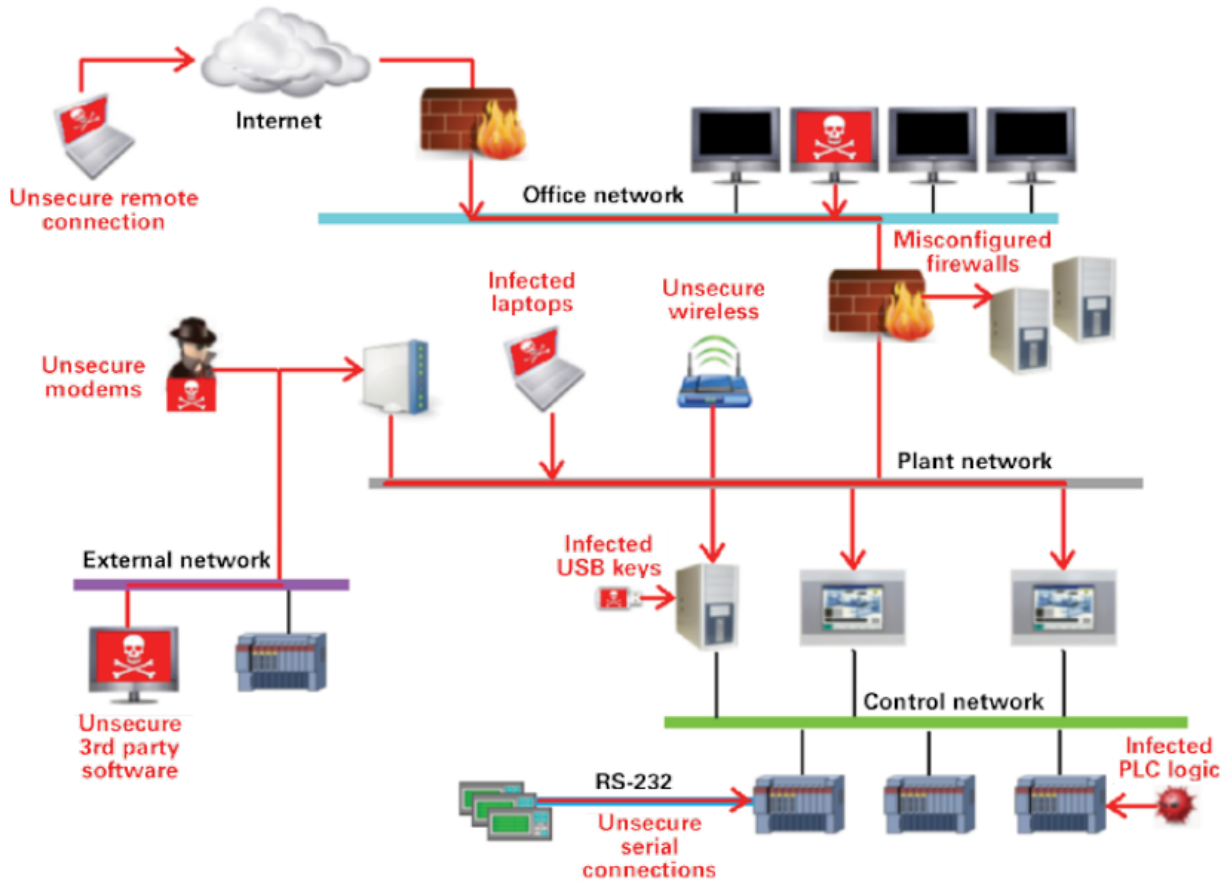 Internet
Unsecure remote
connection
Office network
Misconfigured
firewalls
Infected
laptops
Unsecure
wireless
Unsecure
modems
Plant network
External network
Infected
USB keys
Unsecure
3rd party
software
Control network
RS-232
Unsecure
serial
connections
Infected
PLC logic